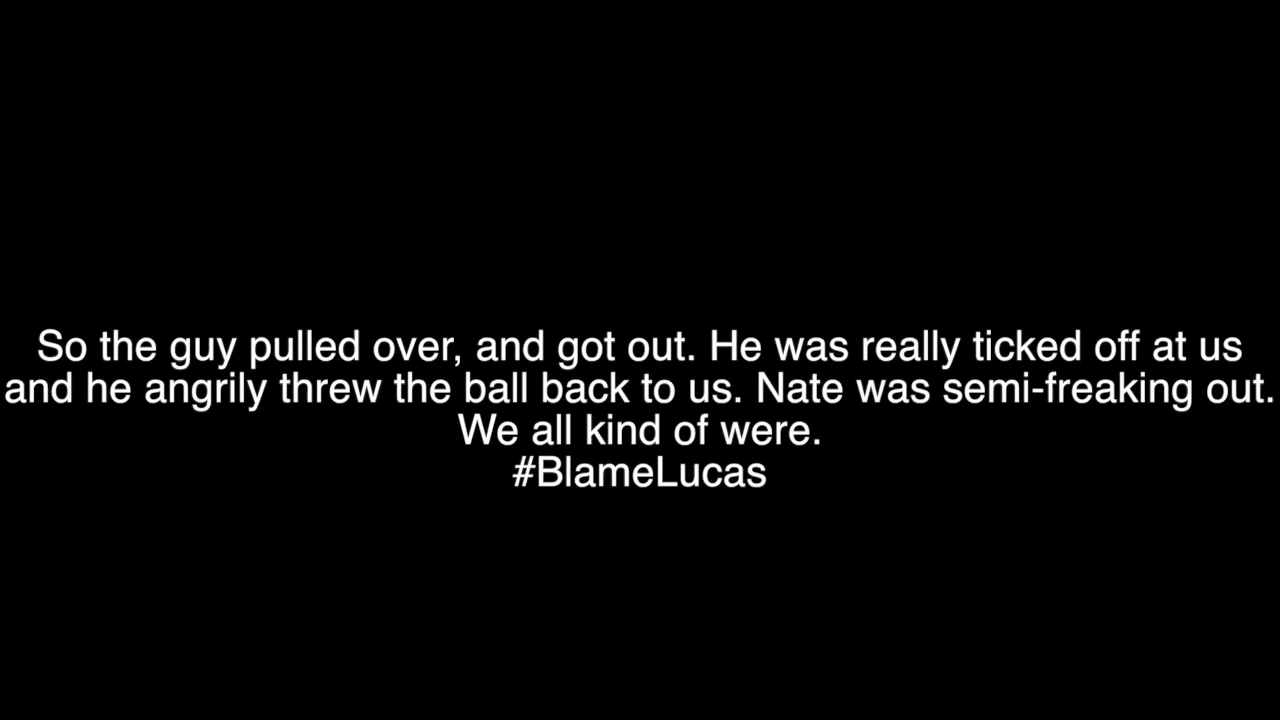 So the guy pulled over, and got out. He was really ticked off at us
and he angrily threw the ball back to us. Nate was semi-freaking out.
We all kind of were.
#BlameLucas